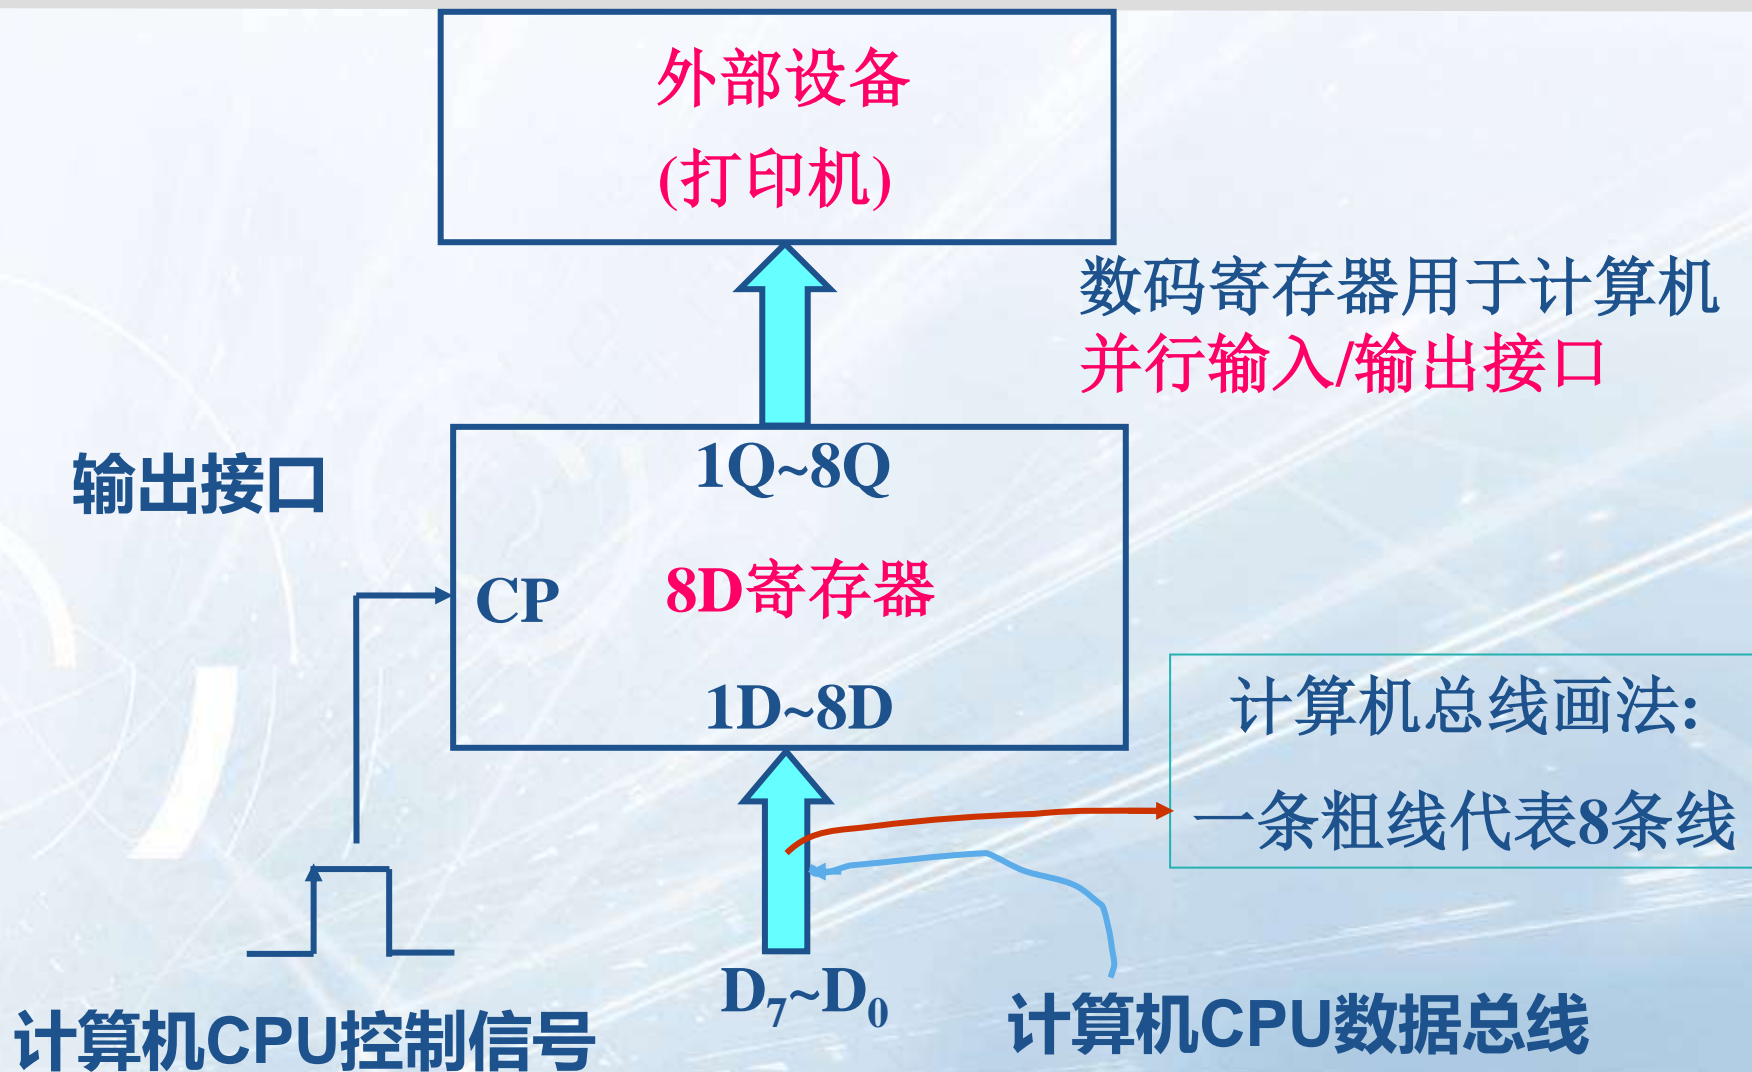 外部设备
(打印机)
数码寄存器用于计算机
并行输入/输出接口
输出接口
1Q~8Q
CP
8D寄存器
1D~8D
计算机总线画法:
一条粗线代表8条线
D7~D0
计算机CPU控制信号
计算机CPU数据总线